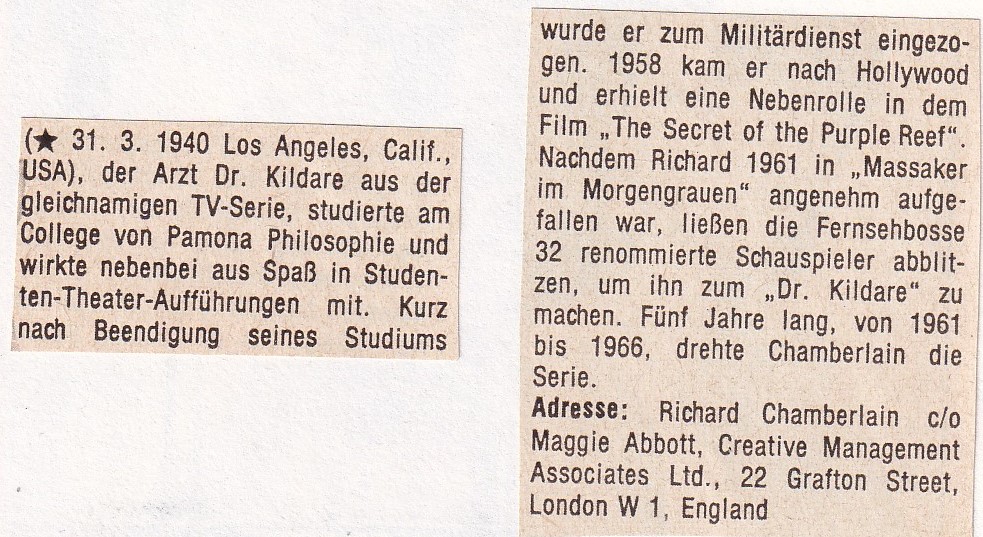 (★ 31. 3. 1940 Los Angeles, Calif.,
USA), der Arzt Dr. Kildare aus der
gleichnamigen TV-Serie, studierte am
College von Pamona Philosophie und
wirkte nebenbei aus Spaß in Studen-
ten-Theater-Aufführungen mit. Kurz
nach Beendigung seines Studiums
wurde er zum Militärdienst eingezo-
gen. 1958 kam er nach Hollywood
und erhielt eine Nebenrolle in dem
Film „The Secret of the Purple Reef“.
Nachdem Richard 1961 in „Massaker
im Morgengrauen“ angenehm aufge-
fallen war, ließen die Fernsehbosse
32 renommierte Schauspieler abblit-
zen, um ihn zum „Dr. Kildare“ zu
machen. Fünf Jahre lang, von 1961
bis 1966, drehte Chamberlain die
Serie.
Adresse: Richard Chamberlain c/o
Maggie Abbott, Creative Management
Associates Ltd., 22 Grafton Street,
London W 1, England